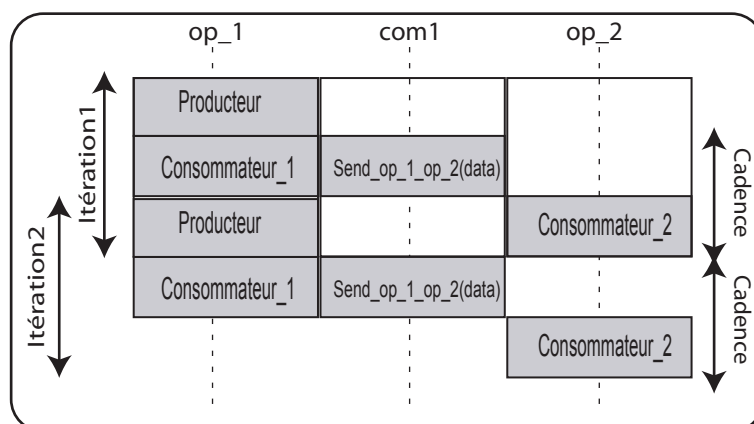 op_1 com1 op_2
Itération1
Producteur
Consommateur_1 Send_op_1_op_2(data)
Cadence
Itération2
Producteur Consommateur_2
Consommateur_1 Send_op_1_op_2(data)
Cadence
Consommateur_2